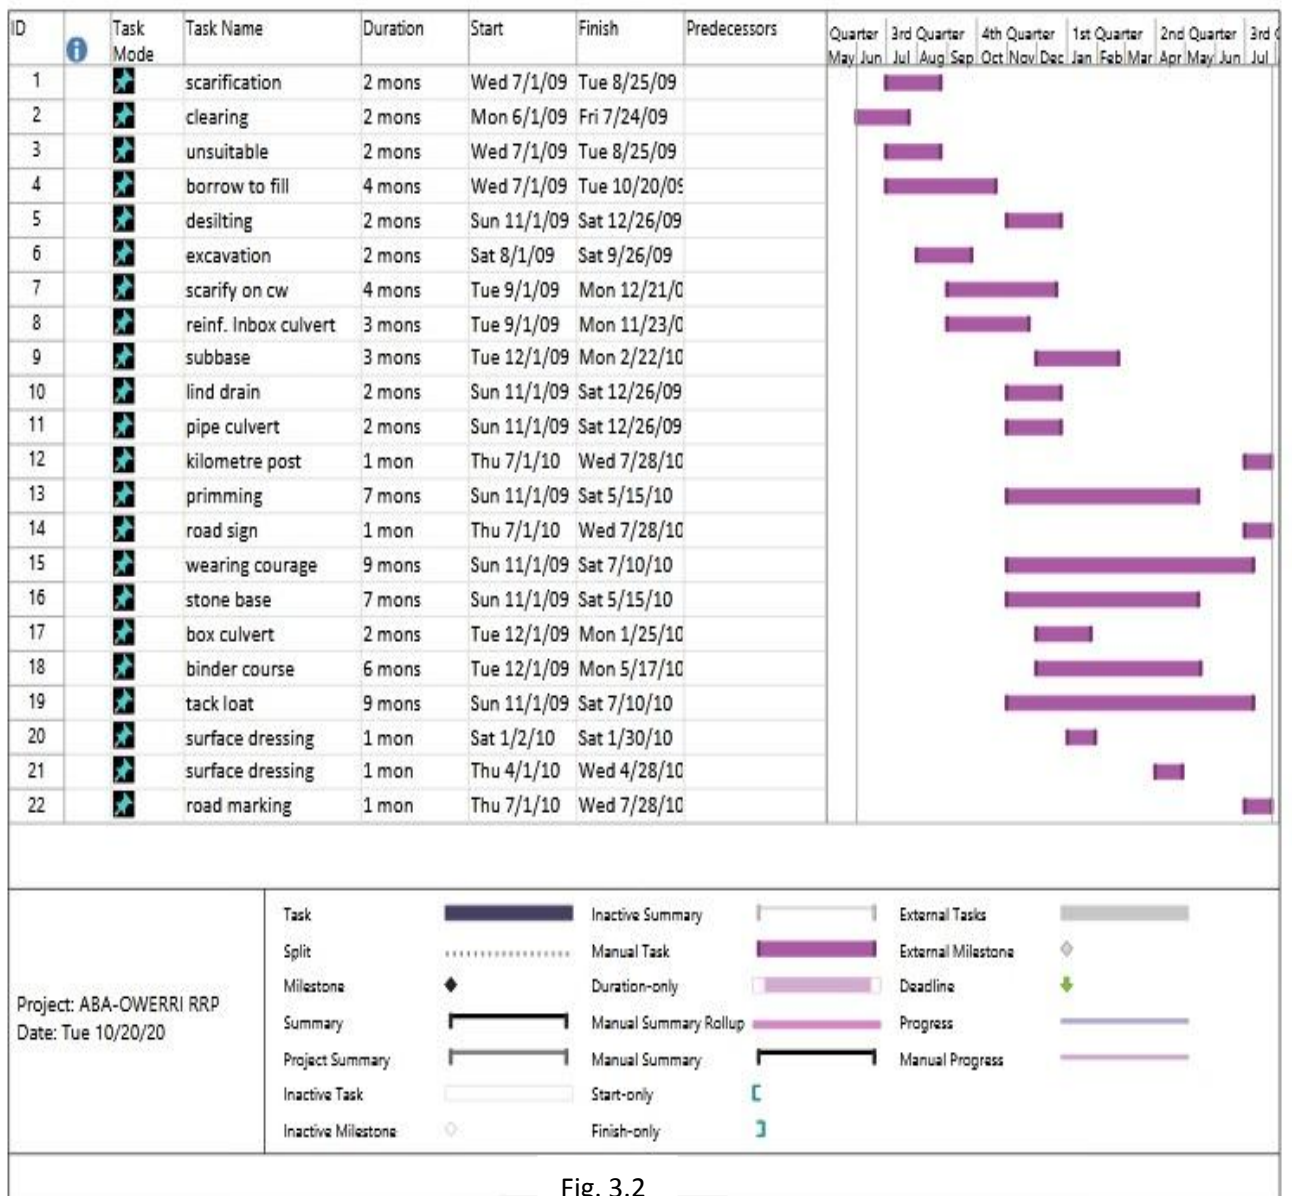 ID Task Mode Task Name Duration Start Finish Predecessors
Quarter 3rd Quarter 4th Quarter 1st Quarter 2nd Quarter 3rd
May Jun Jul Aug Sep Oct Nov Dec Jan Feb Mar Apr May Jun Jul
1 scarification 2 mons Wed 7/1/09 Tue 8/25/09
2 clearing 2 mons Mon 6/1/09 Fri 7/24/09
3 unsuitable 2 mons Wed 7/1/09 Tue 8/25/09
4 borrow to fill 4 mons Wed 7/1/09 Tue 10/20/09
5 desilting 2 mons Sun 11/1/09 Sat 12/26/09
6 excavation 2 mons Sat 8/1/09 Sat 9/26/09
7 scarify on cw 4 mons Tue 9/1/09 Mon 12/21/0
8 reinf. Inbox culvert 3 mons Tue 9/1/09 Mon 11/23/0
9 subbase 3 mons Tue 12/1/09 Mon 2/22/10
10 lind drain 2 mons Sun 11/1/09 Sat 12/26/09
11 pipe culvert 2 mons Sun 11/1/09 Sat 12/26/09
12 kilometre post 1 mon Thu 7/1/10 Wed 7/28/10
13 primming 7 mons Sun 11/1/09 Sat 5/15/10
14 road sign 1 mon Thu 7/1/10 Wed 7/28/10
15 wearing courage 9 mons Sun 11/1/09 Sat 7/10/10
16 stone base 7 mons Sun 11/1/09 Sat 5/15/10
17 box culvert 2 mons Tue 12/1/09 Mon 1/25/10
18 binder course 6 mons Tue 12/1/09 Mon 5/17/10
19 tack loat 9 mons Sun 11/1/09 Sat 7/10/10
20 surface dressing 1 mon Sat 1/2/10 Sat 1/30/10
21 surface dressing 1 mon Thu 4/1/10 Wed 4/28/10
22 road marking 1 mon Thu 7/1/10 Wed 7/28/10
Project: ABA-OWERRI RRP
Date: Tue 10/20/20
Task Inactive Summary External Tasks
Split Manual Task External Milestone
Milestone Duration-only Deadline
Summary Manual Summary Rollup Progress
Project Summary Manual Summary Manual Progress
Inactive Task Start-only
Inactive Milestone Finish-only
Fig. 3.2